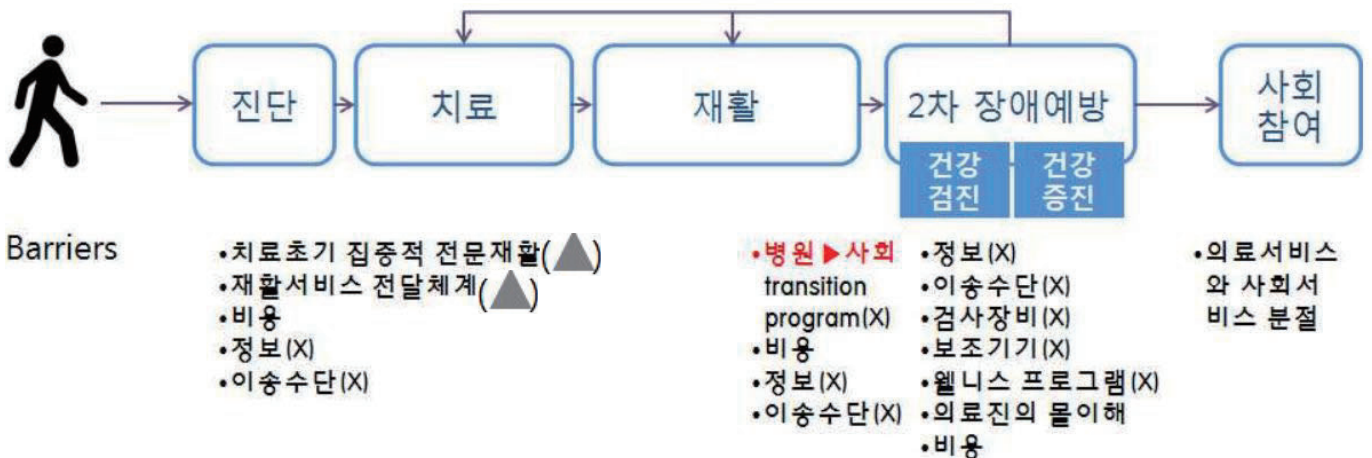 진단
치료
재활
2차 장애예방
건강
검진
건강
증진
사회
참여
Barriers
•치료초기 집중적 전문재활(▲)
•재활서비스 전달체계(▲)
•비용
•정보(X)
•이송수단(X)
•병원▶사회
transition
program(X)
•비용
•정보(X)
•이송수단(X)
•정보(X)
•이송수단(X)
•검사장비(X)
•보조기기(X)
•웰니스 프로그램(X)
•의료진의 몰이해
•비용
•의료서비스
와 사회서
비스 분절